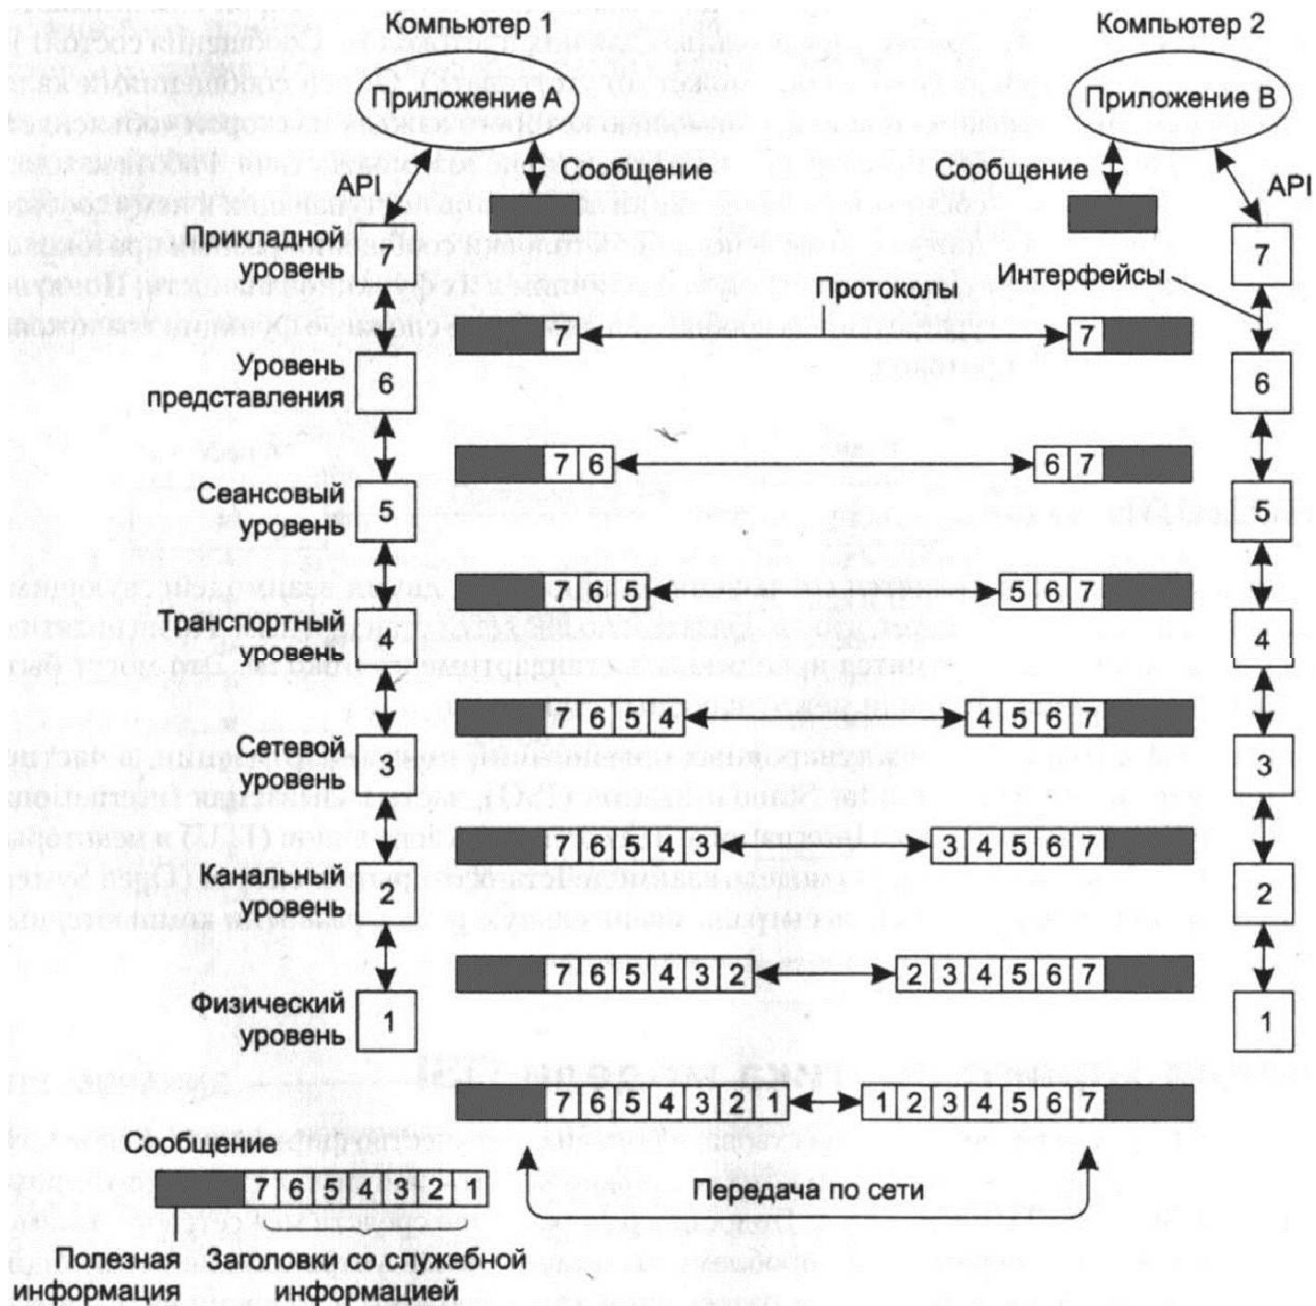 Компьютер 1
Компьютер 2
Приложение A
Приложение B
API
Сообщение
Сообщение
API
Прикладной
уровень
7
7
Интерфейсы
Протоколы
7
7
Уровень
представления
6
6
7 6
6 7
Сеансовый
уровень
5
5
7 6 5
5 6 7
Транспортный
уровень
4
4
7 6 5 4
4 5 6 7
Сетевой
уровень
3
3
7 6 5 4 3
3 4 5 6 7
Канальный
уровень
2
2
7 6 5 4 3 2
2 3 4 5 6 7
Физический
уровень
1
1
7 6 5 4 3 2 1
1 2 3 4 5 6 7
Сообщение
7 6 5 4 3 2 1
Передача по сети
Полезная
информация
Заголовки со служебной
информацией